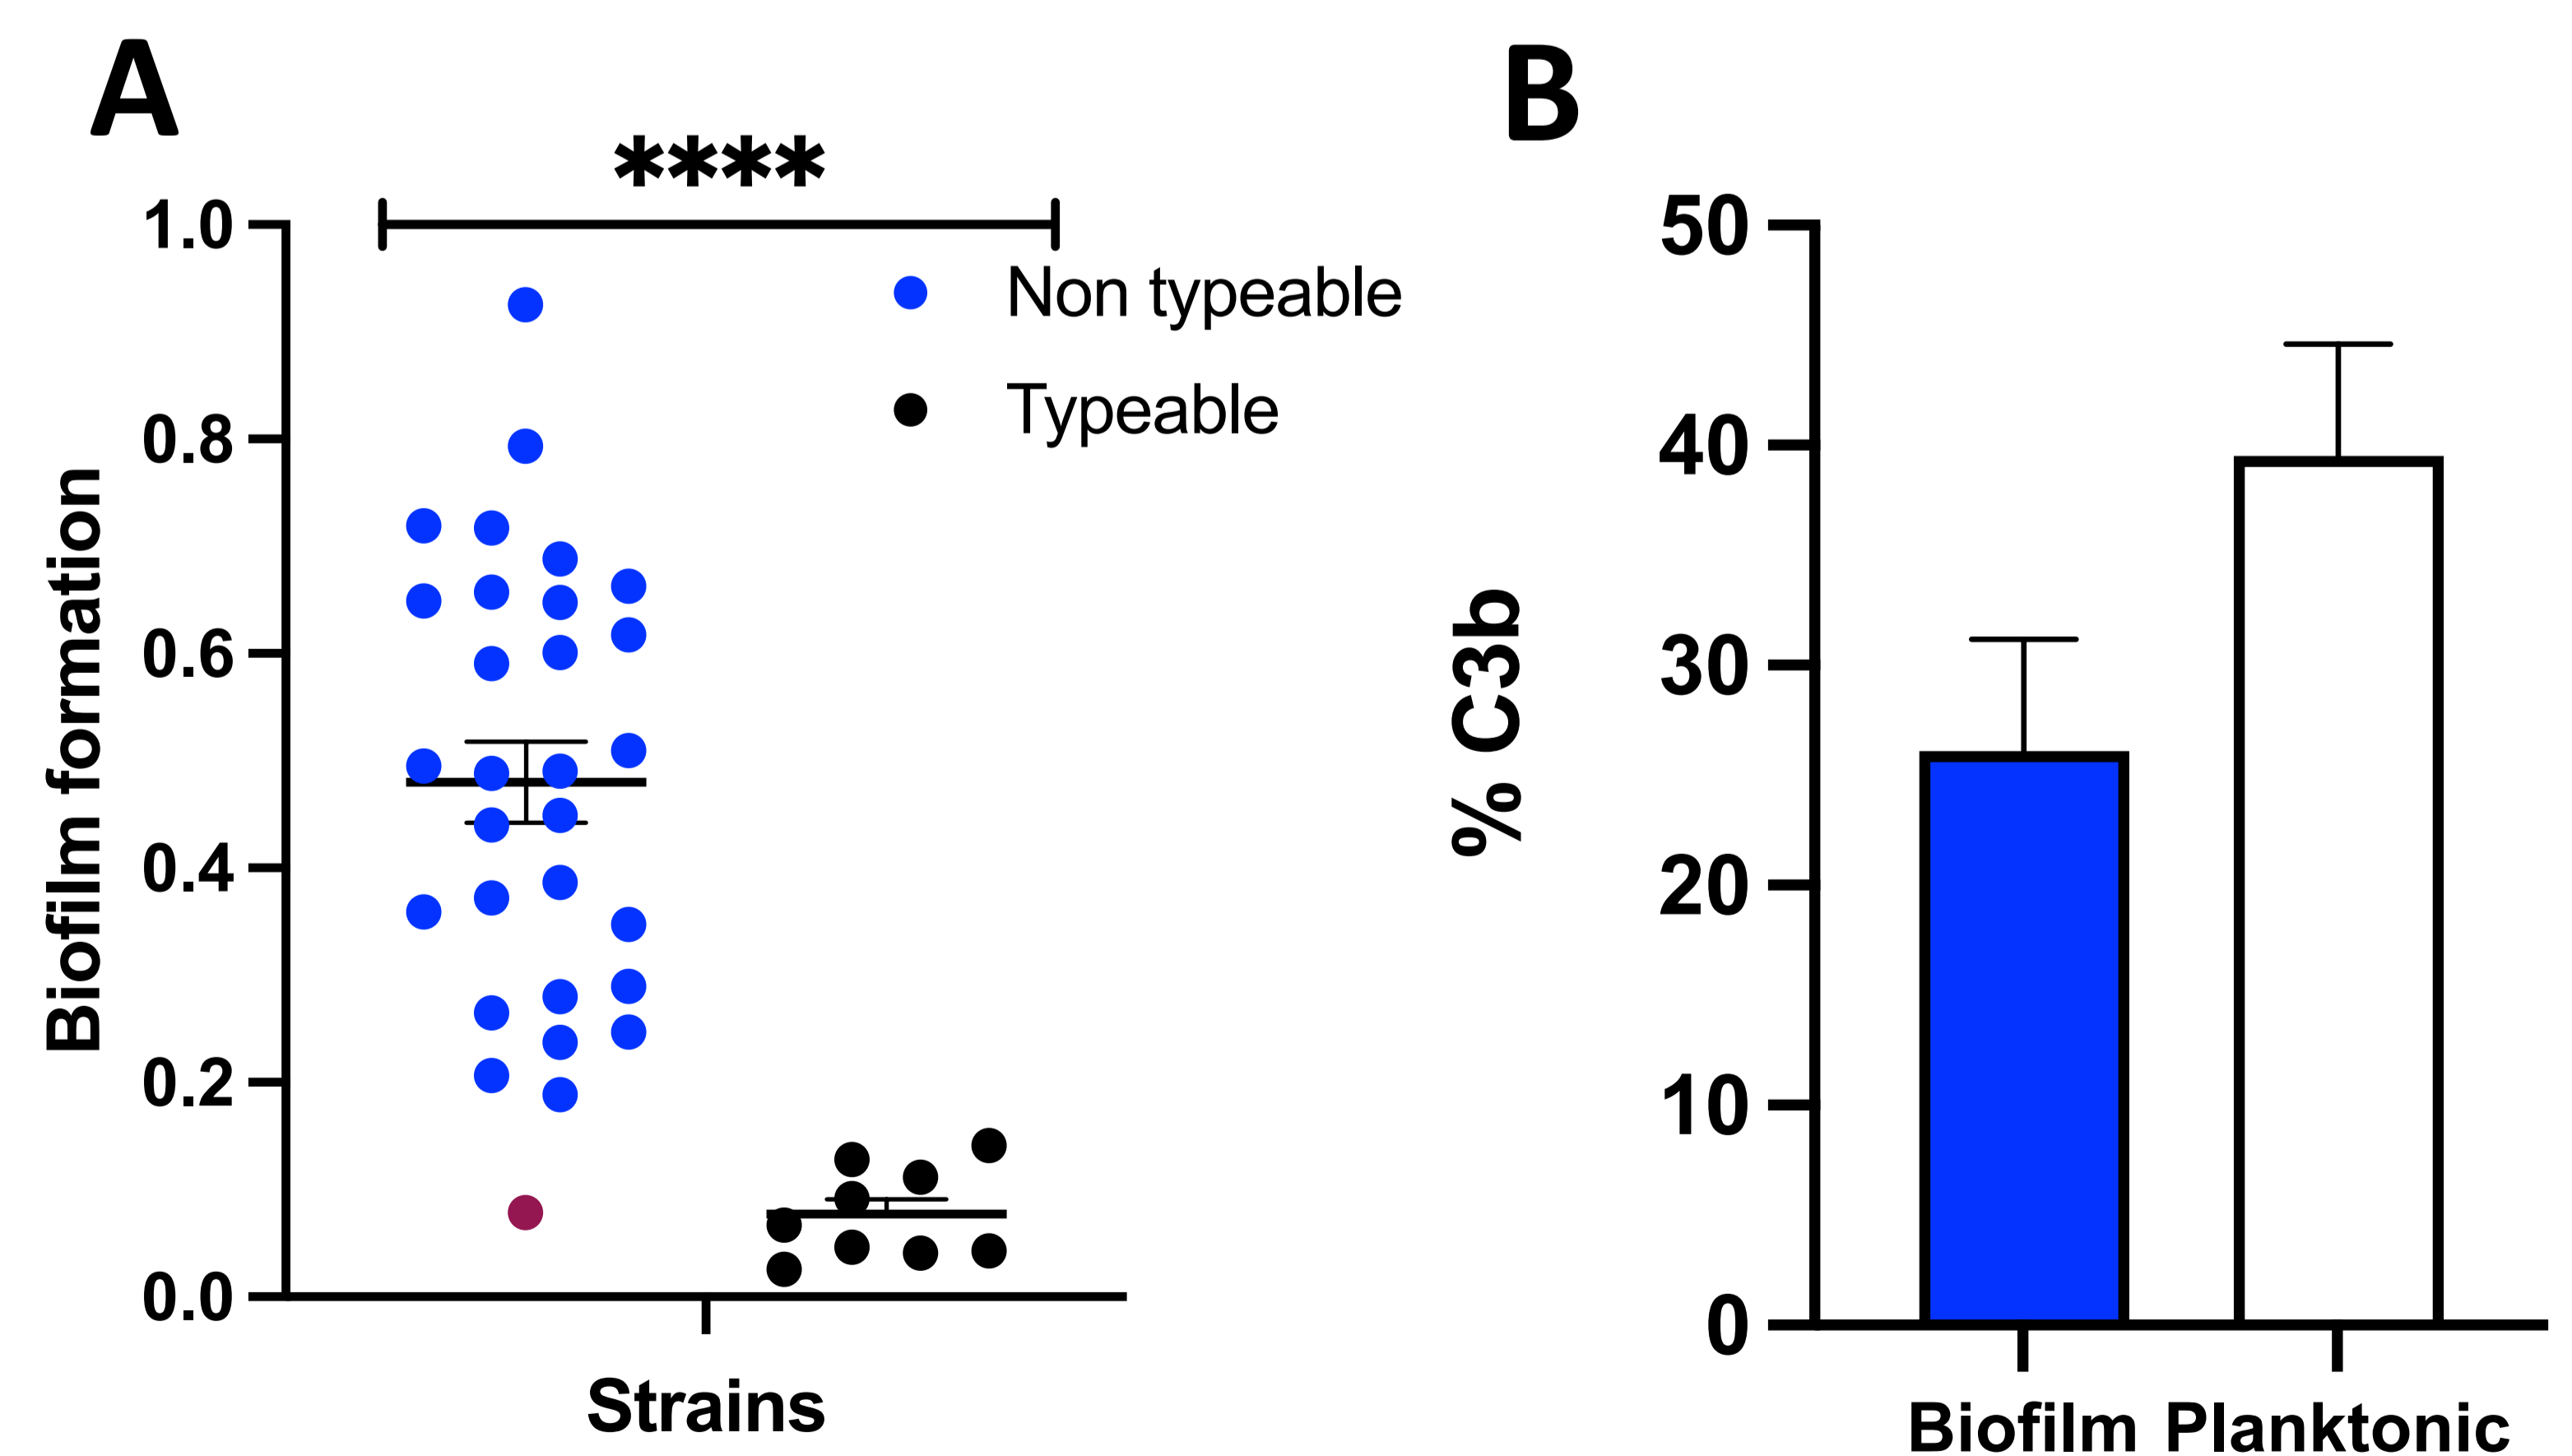 A
****
Biofilm formation
1.0
0.8
0.6
0.4
0.2
0.0
Non typeable
Typeable
Strains
B
% C3b
50
40
30
20
10
0
Biofilm Planktonic